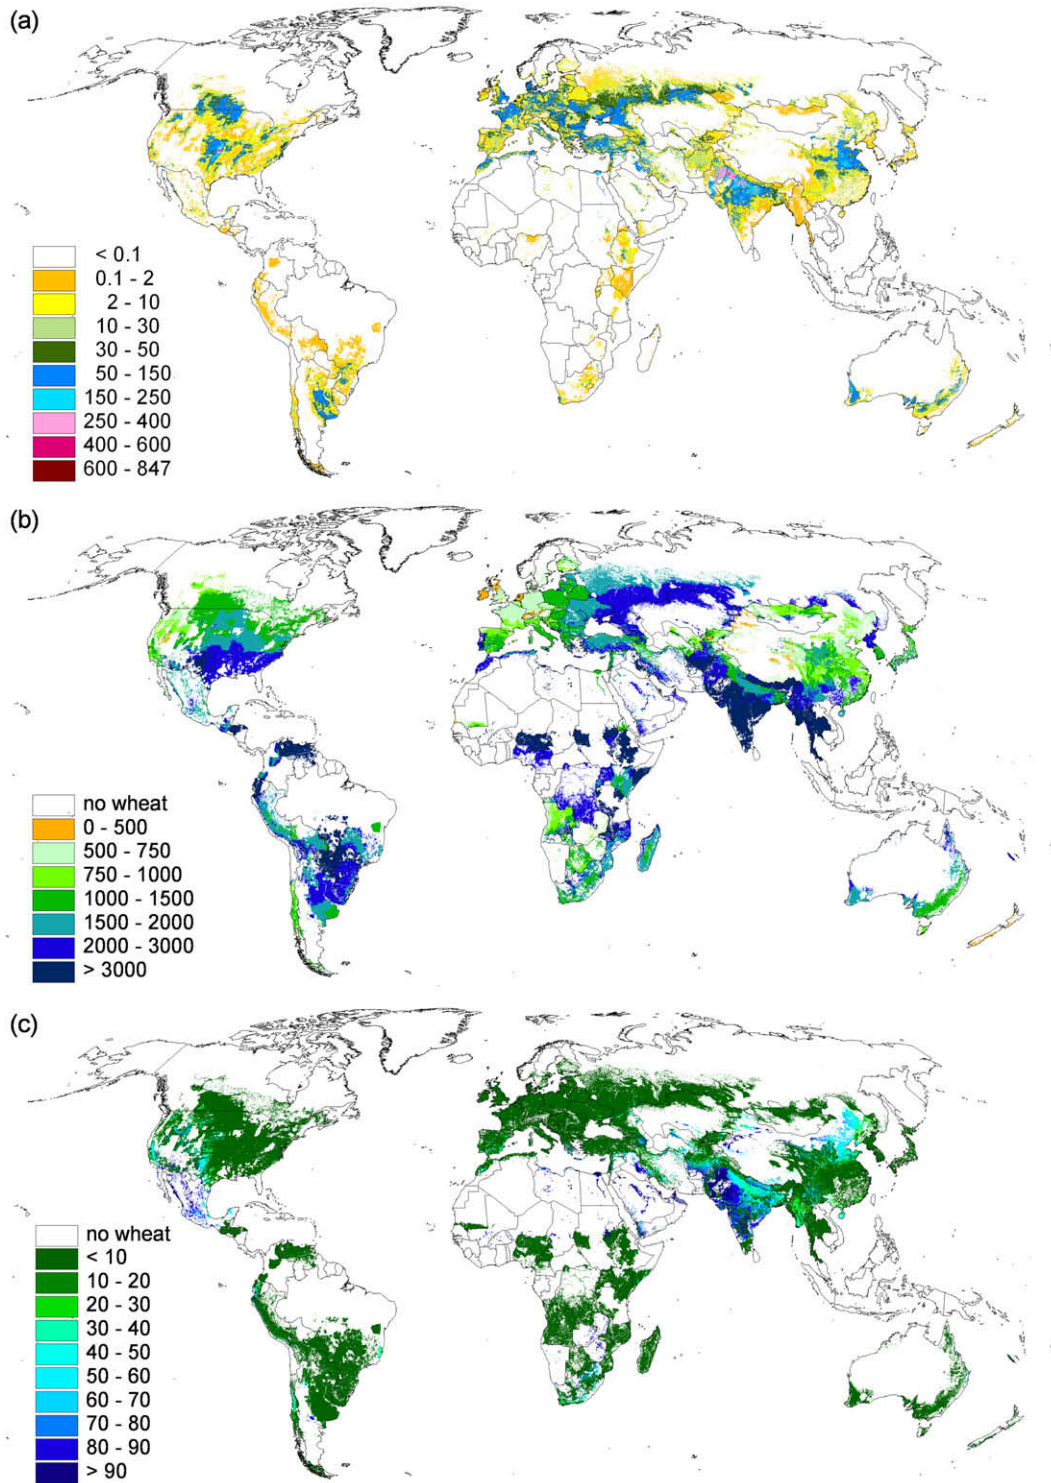 (a)
< 0.1
0.1 - 2
2 - 10
10 - 30
30 - 50
50 - 150
150 - 250
250 - 400
400 - 600
600 - 847
(b)
no wheat
0 - 500
500 - 750
750 - 1000
1000 - 1500
1500 - 2000
2000 - 3000
> 3000
(c)
no wheat
< 10
10 - 20
20 - 30
30 - 40
40 - 50
50 - 60
60 - 70
70 - 80
80 - 90
> 90